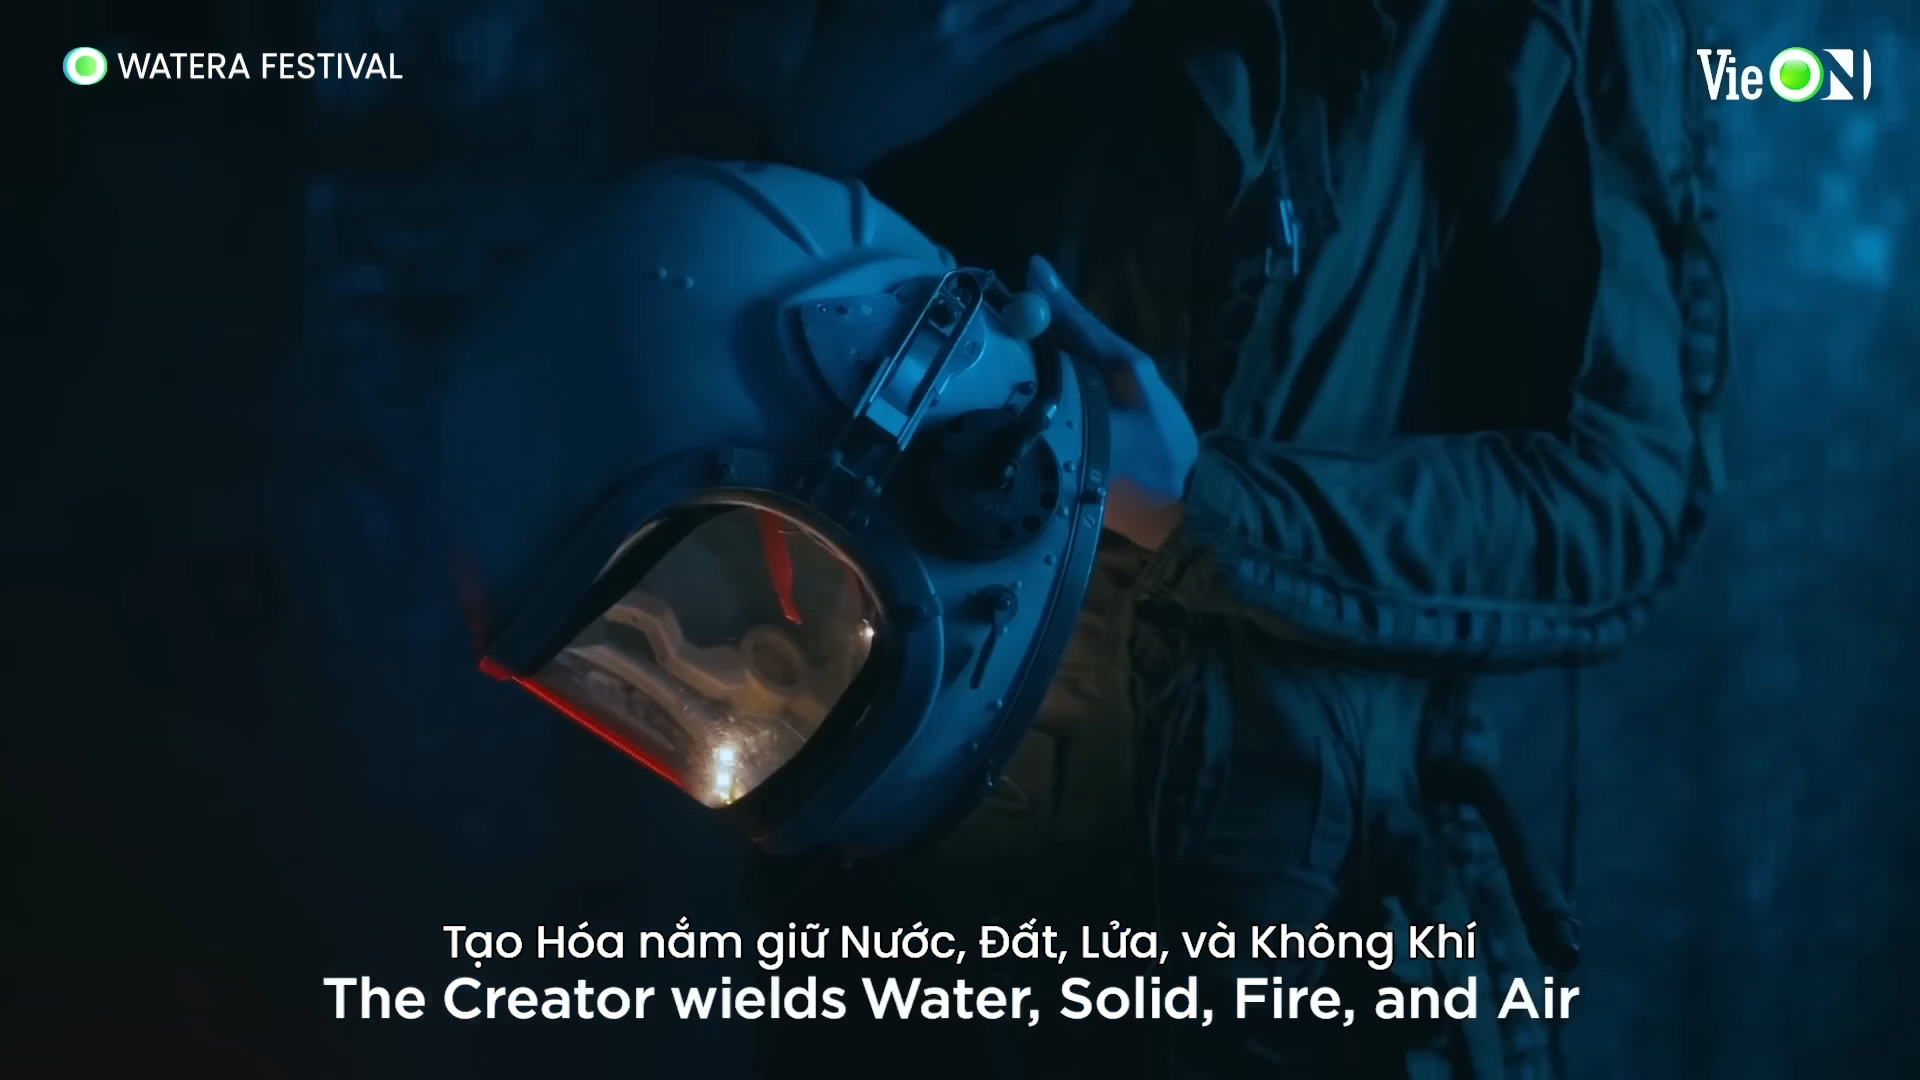 WATERA FESTIVAL
VieON
Tạo Hóa nắm giữ Nước, Đất, Lửa, và Không Khí
The Creator wields Water, Solid, Fire, and Air